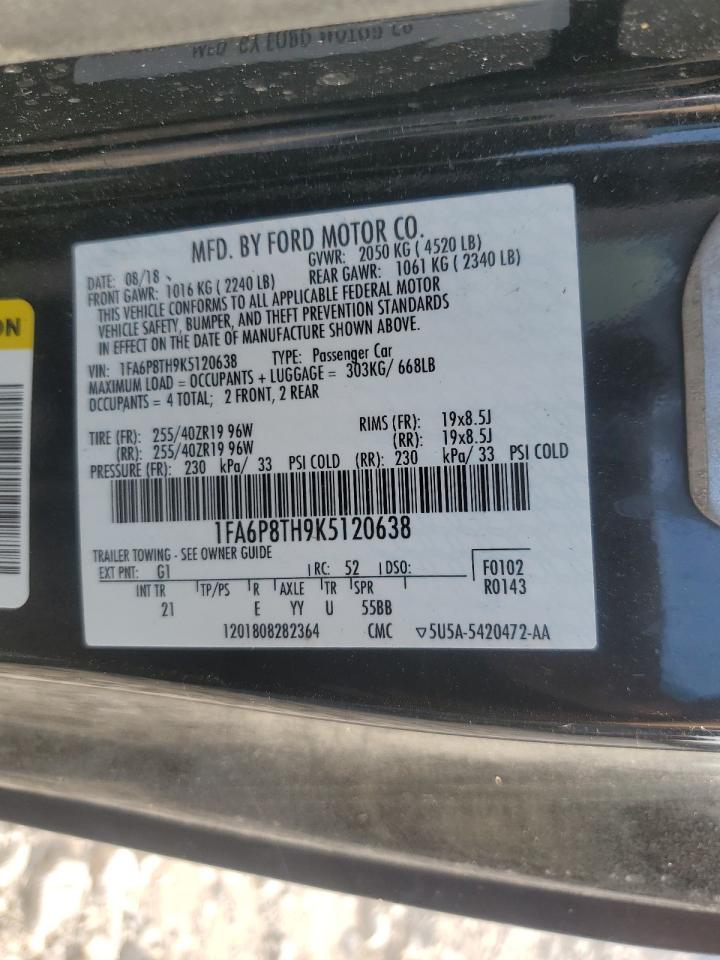 MFD. BY FORD MOTOR CO.
DATE: 08/18 GVWR: 2050 KG ( 4520 LB)
FRONT GAWR: 1016 KG ( 2240 LB) REAR GAWR: 1061 KG ( 2340 LB)
THIS VEHICLE CONFORMS TO ALL APPLICABLE FEDERAL MOTOR
VEHICLE SAFETY, BUMPER, AND THEFT PREVENTION STANDARDS
IN EFFECT ON THE DATE OF MANUFACTURE SHOWN ABOVE.
VIN: 1FA6P8TH9K5120638 TYPE: Passenger Car
MAXIMUM LOAD = OCCUPANTS + LUGGAGE = 303KG/ 668LB
OCCUPANTS = 4 TOTAL; 2 FRONT, 2 REAR
TIRE (FR): 255/40ZR19 96W RIMS (FR): 19x8.5J
(RR): 255/40ZR19 96W (RR): 19x8.5J
PRESSURE (FR): 230 kPa/ 33 PSI COLD (RR): 230 kPa/ 33 PSI COLD
1FA6P8TH9K5120638
TRAILER TOWING - SEE OWNER GUIDE
EXT PNT: G1 RC: 52 DSO: F0102
INT TR TP/PS R AXLE TR SPR R0143
21 E YY U 55BB
1201808282364 CMC ▽5U5A-5420472-AA
ON